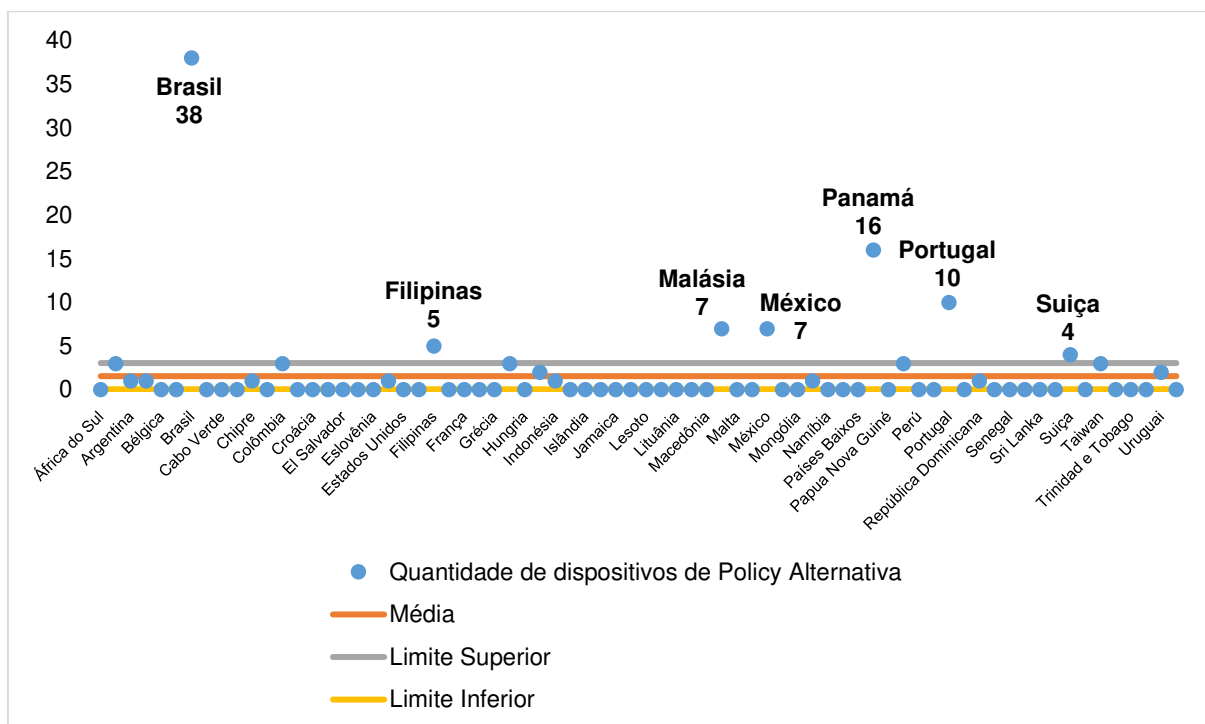 40
35
30
25
20
15
10
5
0
Brasil
38
Filipinas
5
Malásia
7
México
7
Panamá
16
Portugal
10
Suiça
4
África do Sul
Argentina
Bélgica
Brasil
Cabo Verde
Chipre
Colômbia
Croácia
El Salvador
Eslovênia
Estados Unidos
Filipinas
França
Grécia
Hungria
Indonésia
Islândia
Jamaica
Lesoto
Lituânia
Macedônia
Malta
México
Mongólia
Namíbia
Países Baixos
Papua Nova Guiné
Perú
Portugal
República Dominicana
Senegal
Sri Lanka
Suiça
Taiwan
Trinidad e Tobago
Uruguai
Quantidade de dispositivos de Policy Alternativa
Média
Limite Superior
Limite Inferior